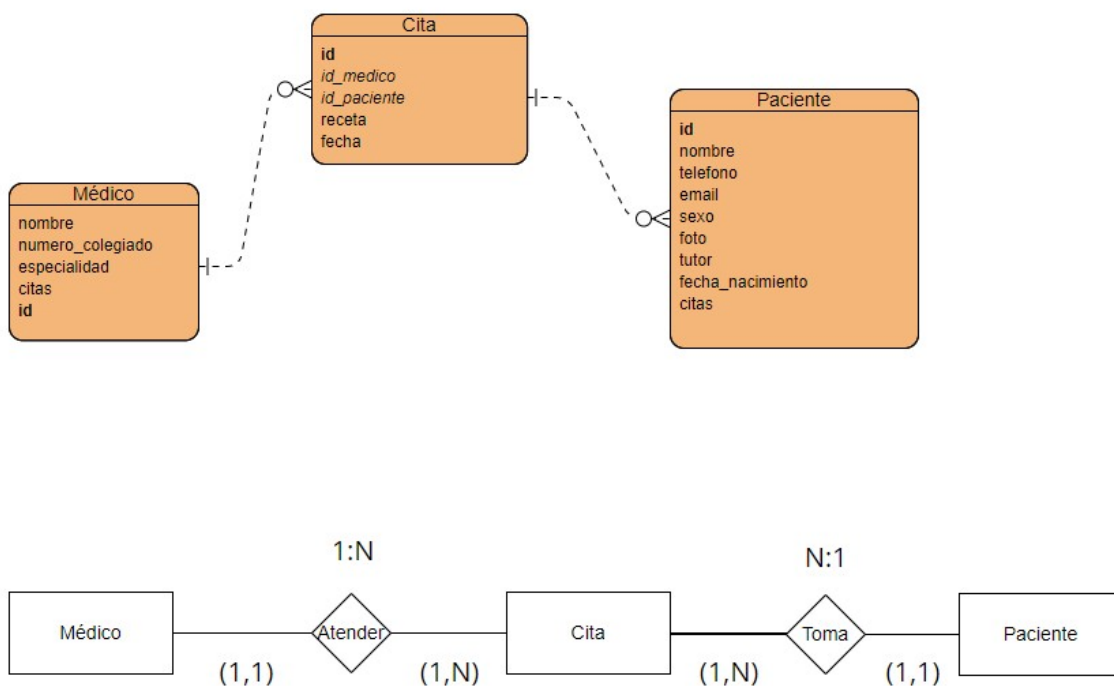 Cita
id
id_medico
id_paciente
receta
fecha
Paciente
id
nombre
telefono
email
sexo
foto
tutor
fecha_nacimiento
citas
Médico
nombre
numero_colegiado
especialidad
citas
id
1:N
N:1
Médico
Atender
Cita
Toma
Paciente
(1,1)
(1,N)
(1,N)
(1,1)